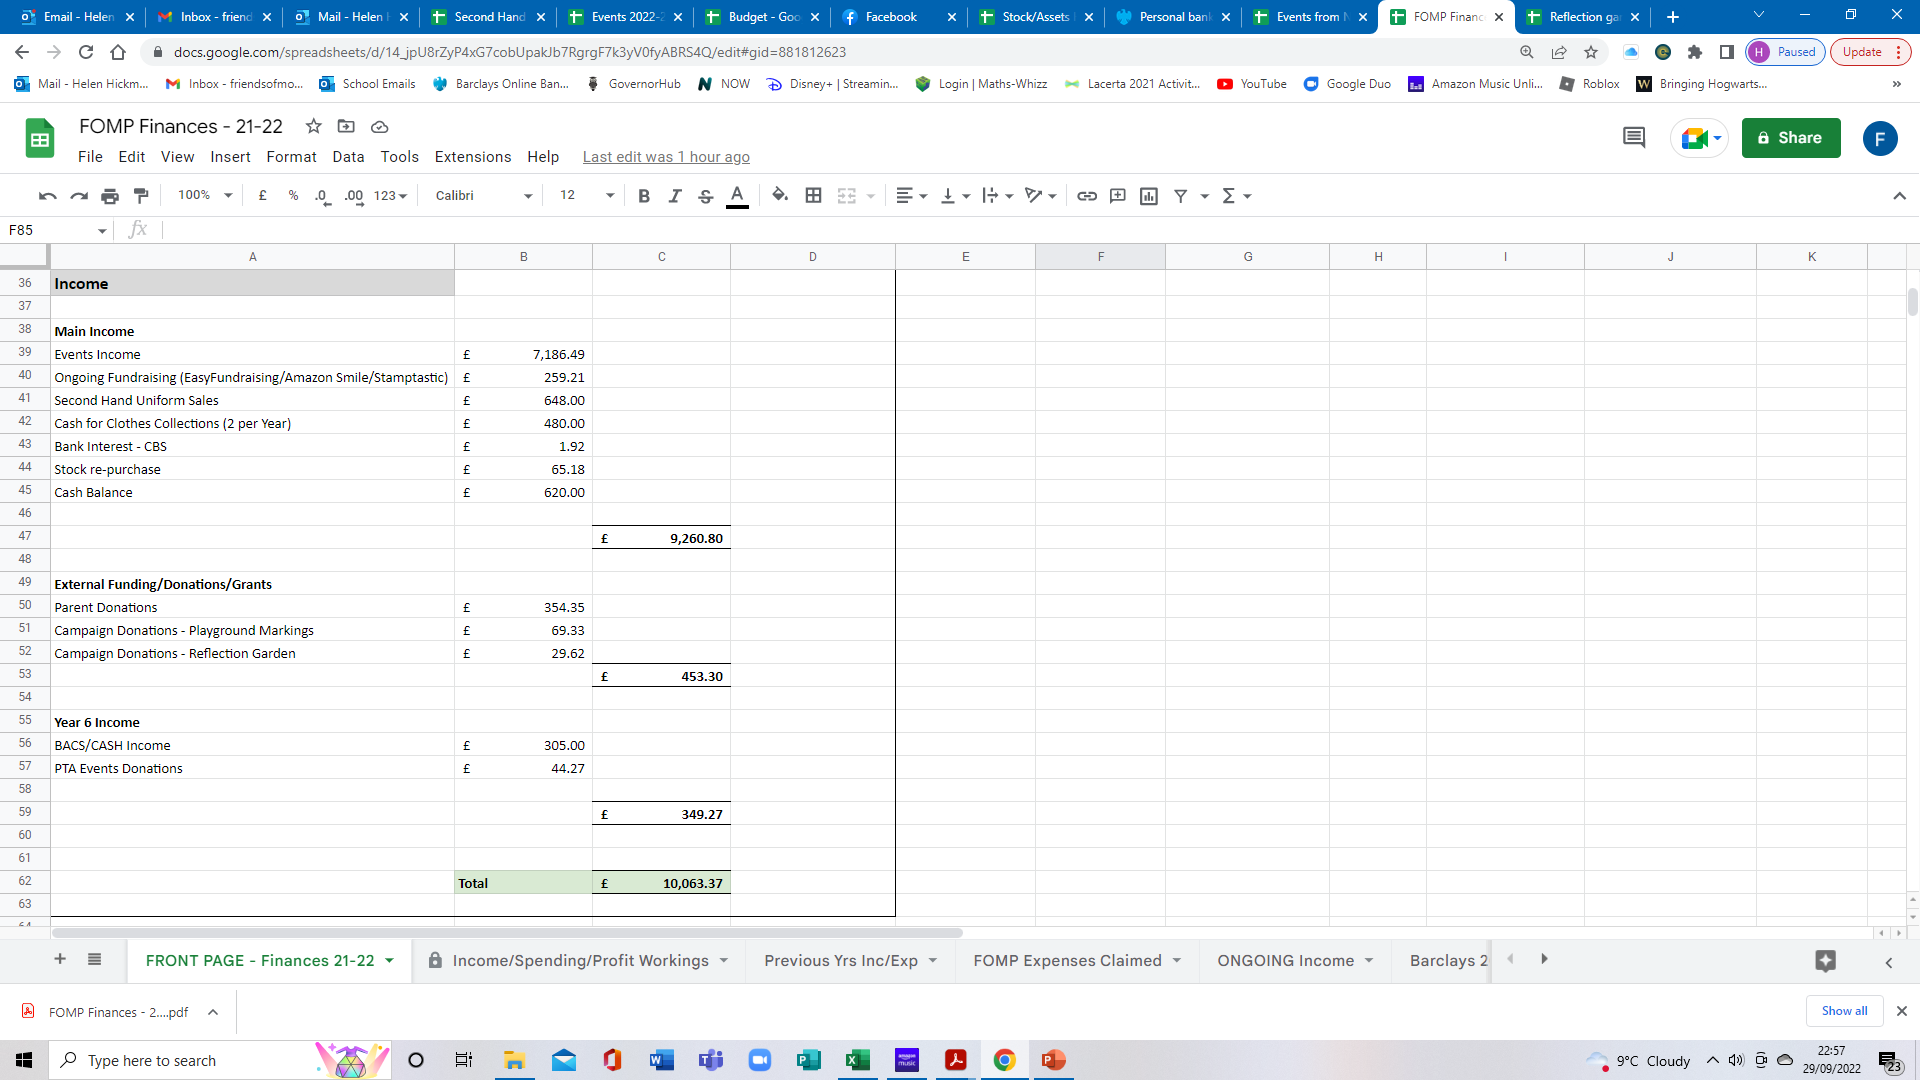 Email - Helen
Inbox - friend
Mail - Helen H
Second Hand
Events 2022-2
Budget - Goo
Facebook
Stock/Assets
Personal bank
Events from N
FOMP Financ
Reflection ga
docs.google.com/spreadsheets/d/14_jpU8rZyP4xG7cobUpakJb7RgrgF7k3yV0fyABRS4Q/edit#gid=881812623
H Paused
Update
Mail - Helen Hickm...
Inbox - friendsofmo...
School Emails
Barclays Online Ban...
GovernorHub
NOW
Disney+ | Streamin...
Login | Maths-Whizz
Lacerta 2021 Activit...
YouTube
Google Duo
Amazon Music Unli...
Roblox
Bringing Hogwarts...
»
FOMP Finances - 21-22
File Edit View Insert Format Data Tools Extensions Help Last edit was 1 hour ago
Share
F
100% £ % .0 .00 123 Calibri 12 B I S A Σ
F85 fx
A B C D E F G H I J K
36 Income
37
38 Main Income
39 Events Income £ 7,186.49
40 Ongoing Fundraising (EasyFundraising/Amazon Smile/Stamptastic) £ 259.21
41 Second Hand Uniform Sales £ 648.00
42 Cash for Clothes Collections (2 per Year) £ 480.00
43 Bank Interest - CBS £ 1.92
44 Stock re-purchase £ 65.18
45 Cash Balance £ 620.00
46
47 £ 9,260.80
48
49 External Funding/Donations/Grants
50 Parent Donations £ 354.35
51 Campaign Donations - Playground Markings £ 69.33
52 Campaign Donations - Reflection Garden £ 29.62
53 £ 453.30
54
55 Year 6 Income
56 BACS/CASH Income £ 305.00
57 PTA Events Donations £ 44.27
58
59 £ 349.27
60
61
62 Total £ 10,063.37
63
64
FRONT PAGE - Finances 21-22
Income/Spending/Profit Workings
Previous Yrs Inc/Exp
FOMP Expenses Claimed
ONGOING Income
Barclays 2
FOMP Finances - 2....pdf
Show all
Type here to search
9°C Cloudy
22:57
29/09/2022
23